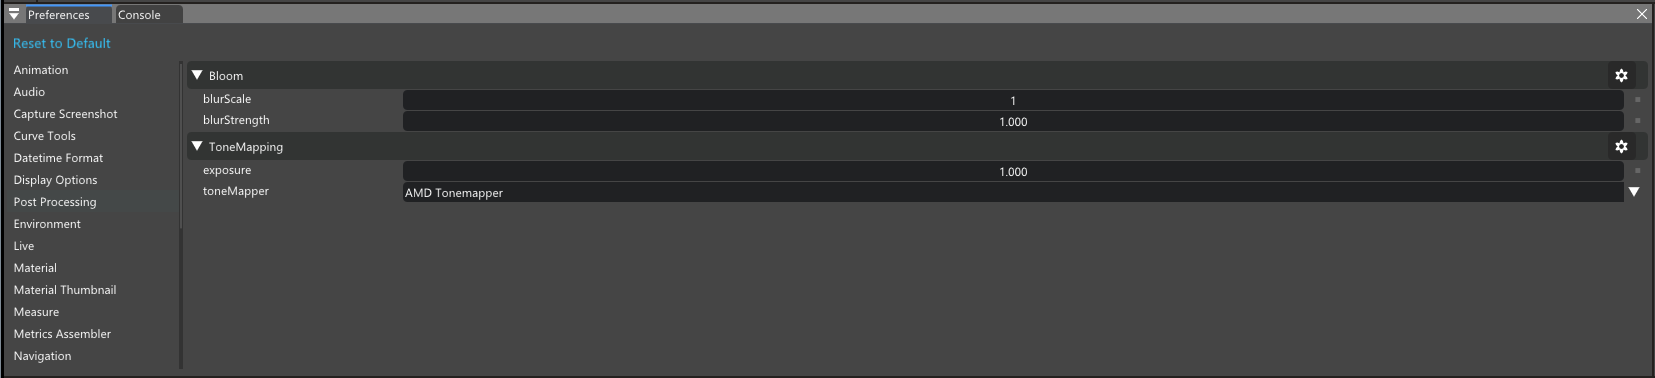 Preferences
Console
Reset to Default
Animation
Audio
Capture Screenshot
Curve Tools
Datetime Format
Display Options
Post Processing
Environment
Live
Material
Material Thumbnail
Measure
Metrics Assembler
Navigation
Bloom
blurScale 1
blurStrength 1.000
ToneMapping
exposure 1.000
toneMapper AMD Tonemapper